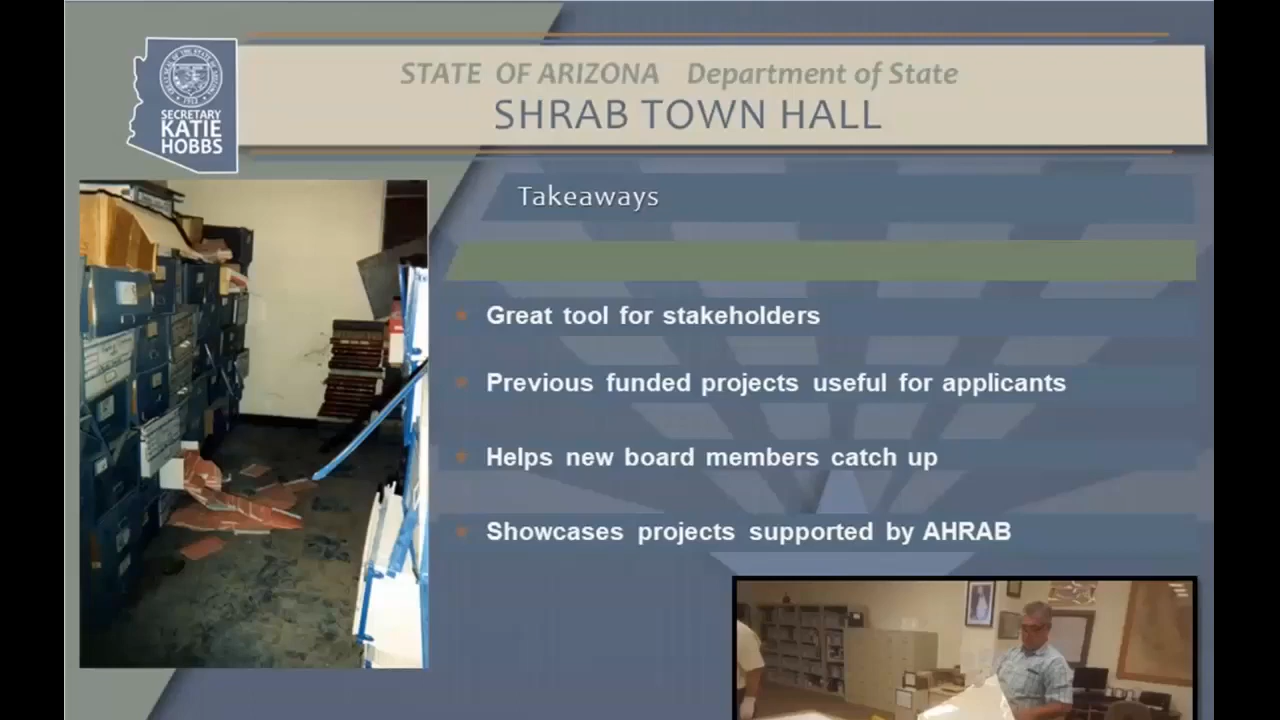 STATE OF ARIZONA Department of State
SHRAB TOWN HALL
SECRETARY
KATIE
HOBBS
Takeaways
Great tool for stakeholders
Previous funded projects useful for applicants
Helps new board members catch up
Showcases projects supported by AHRAB